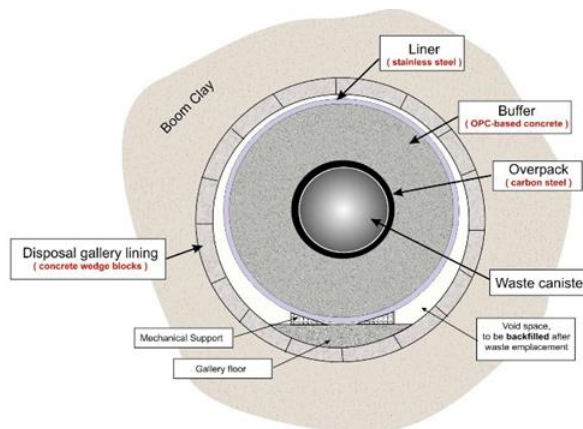 Liner
( stainless steel )
Boom Clay
Buffer
( OPC-based concrete )
Overpack
( carbon steel )
Disposal gallery lining
( concrete wedge blocks )
Waste caniste
Mechanical Support
Void space,
to be backfilled after
waste emplacement
Gallery floor